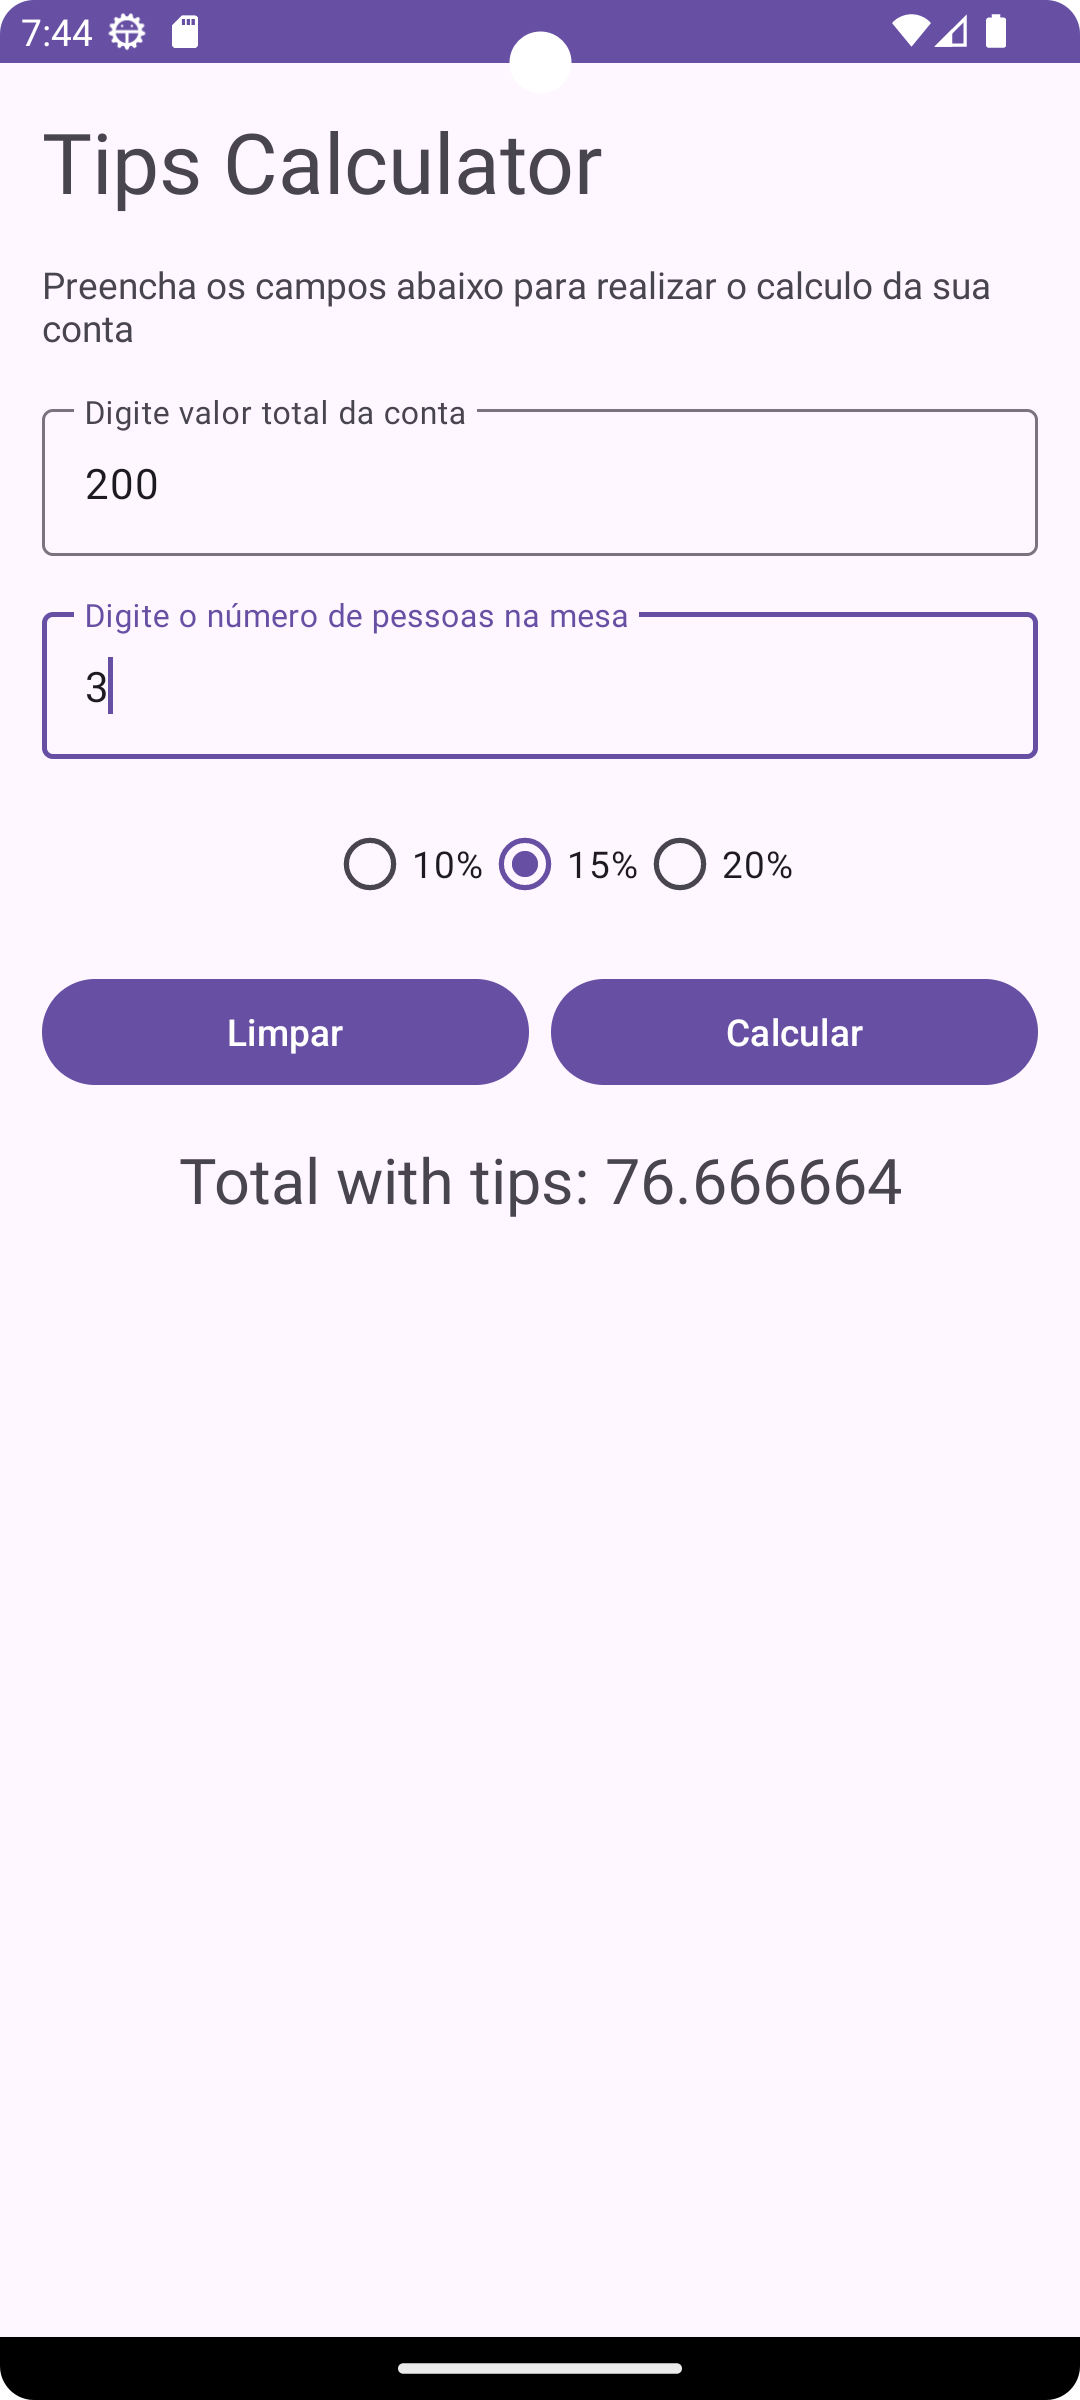 7:44
Tips Calculator
Preencha os campos abaixo para realizar o calculo da sua
conta
Digite valor total da conta
200
Digite o número de pessoas na mesa
3
10% 15% 20%
Limpar Calcular
Total with tips: 76.666664